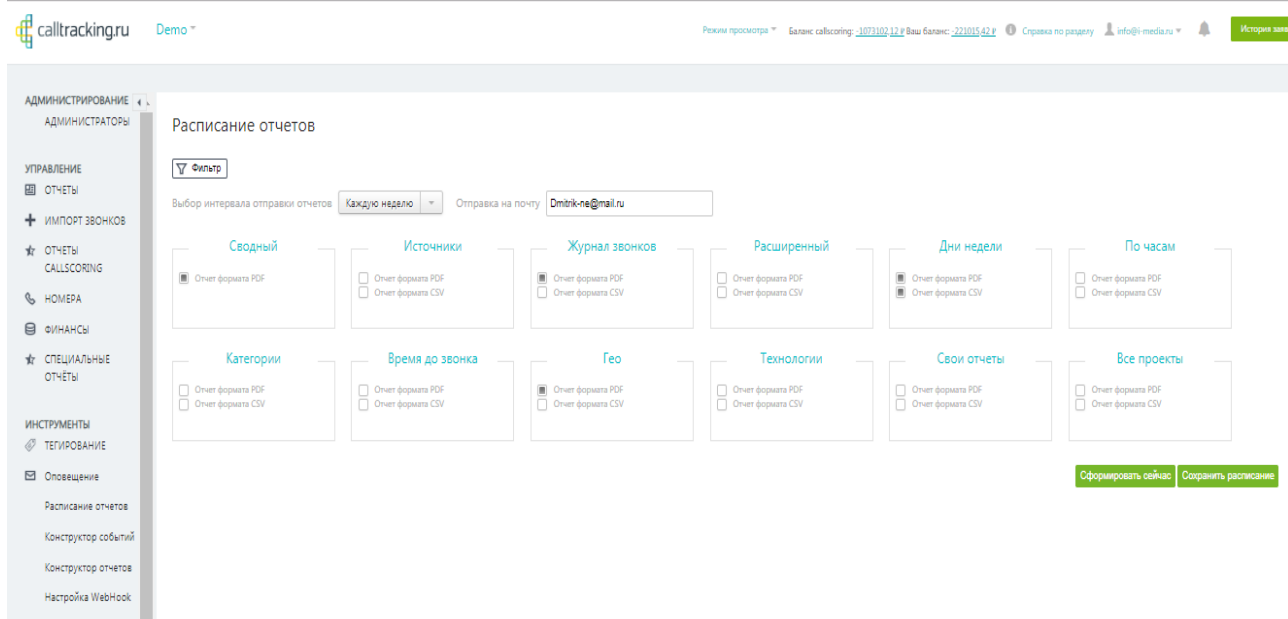 calltracking.ru Demo Режим просмотра Баланс callscoring: -1073102,12 ₽ Ваш баланс: -221015,42 ₽ Справка по разделу info@i-media.ru
АДМИНИСТРИРОВАНИЕ
АДМИНИСТРАТОРЫ
УПРАВЛЕНИЕ
ОТЧЕТЫ
ИМПОРТ ЗВОНКОВ
ОТЧЕТЫ
CALLSCORING
НОМЕРА
ФИНАНСЫ
СПЕЦИАЛЬНЫЕ
ОТЧЁТЫ
ИНСТРУМЕНТЫ
ТЕГИРОВАНИЕ
Оповещение
Расписание отчетов
Конструктор событий
Конструктор отчетов
Настройка WebHook
История
Расписание отчетов
Фильтр
Выбор интервала отправки отчетов Каждую неделю Отправка на почту Dmitrik-ne@mail.ru
Сводный
Отчет формата PDF
Источники
Отчет формата PDF
Отчет формата CSV
Журнал звонков
Отчет формата PDF
Отчет формата CSV
Расширенный
Отчет формата PDF
Отчет формата CSV
Дни недели
Отчет формата PDF
Отчет формата CSV
По часам
Отчет формата PDF
Отчет формата CSV
Категории
Отчет формата PDF
Отчет формата CSV
Время до звонка
Отчет формата PDF
Отчет формата CSV
Гео
Отчет формата PDF
Отчет формата CSV
Технологии
Отчет формата PDF
Отчет формата CSV
Свои отчеты
Отчет формата PDF
Отчет формата CSV
Все проекты
Отчет формата PDF
Отчет формата CSV
Сформировать сейчас Сохранить расписание